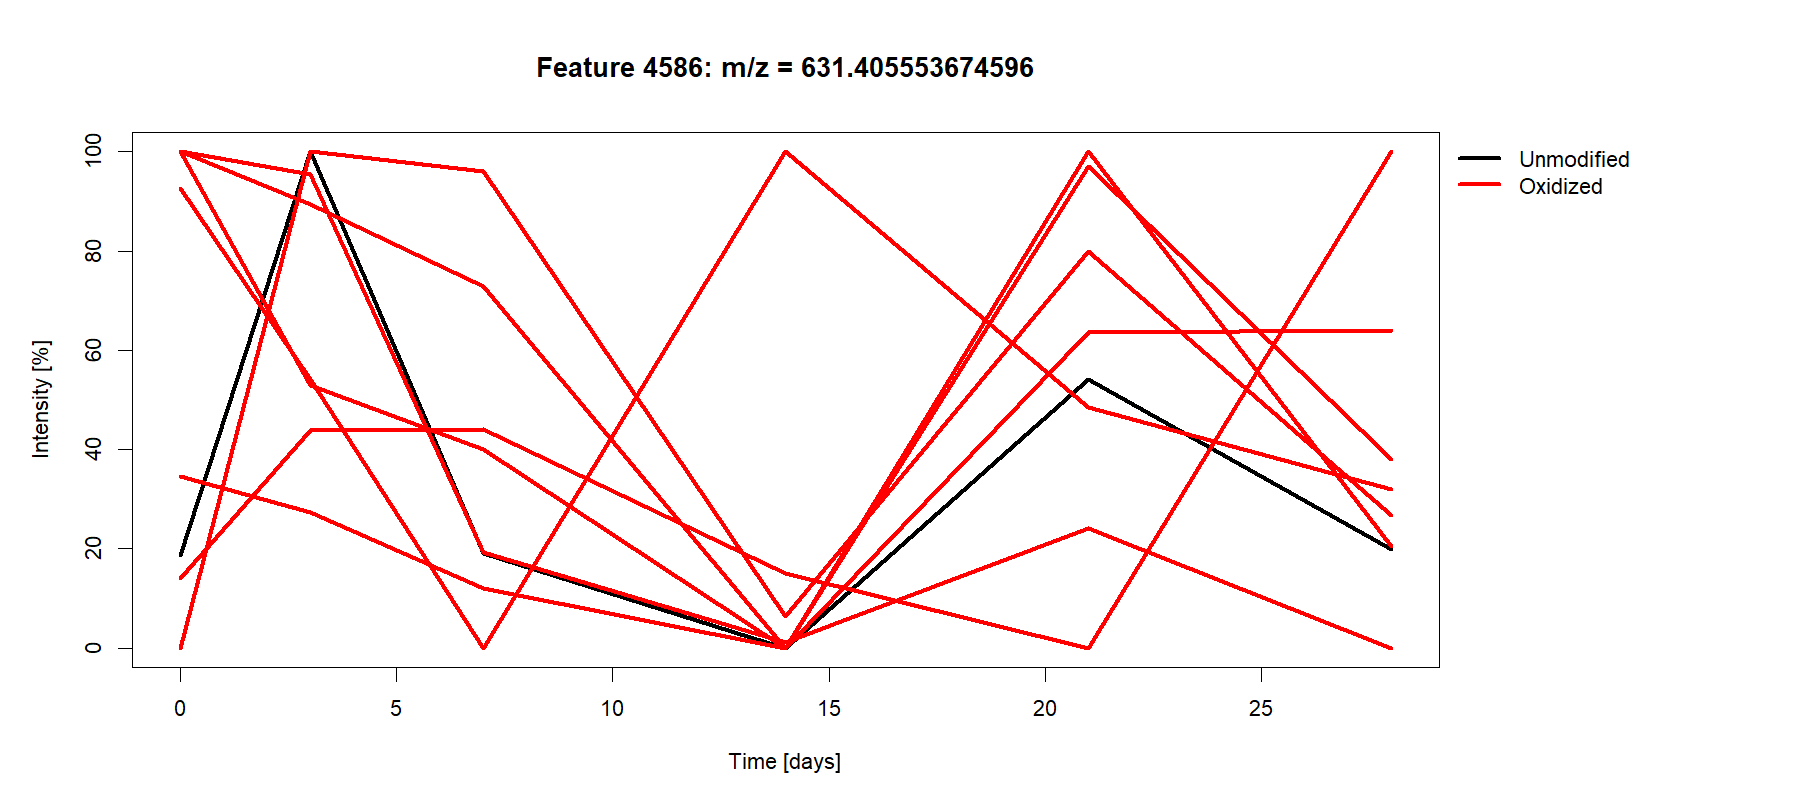 Feature 4586: m/z = 631.405553674596
Unmodified
Oxidized
Intensity [%]
100
80
60
40
20
0
0 5 10 15 20 25
Time [days]